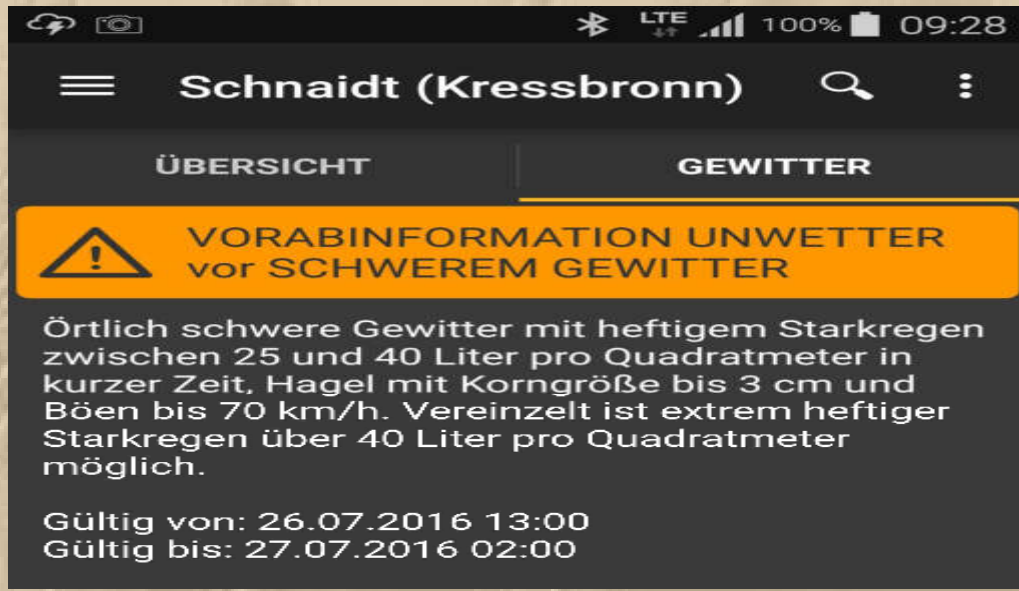 LTE 100% 09:28
Schnaidt (Kressbronn)
ÜBERSICHT GEWITTER
VORABINFORMATION UNWETTER
vor SCHWEREM GEWITTER
Örtlich schwere Gewitter mit heftigem Starkregen
zwischen 25 und 40 Liter pro Quadratmeter in
kurzer Zeit, Hagel mit Korngröße bis 3 cm und
Böen bis 70 km/h. Vereinzelt ist extrem heftiger
Starkregen über 40 Liter pro Quadratmeter
möglich.
Gültig von: 26.07.2016 13:00
Gültig bis: 27.07.2016 02:00